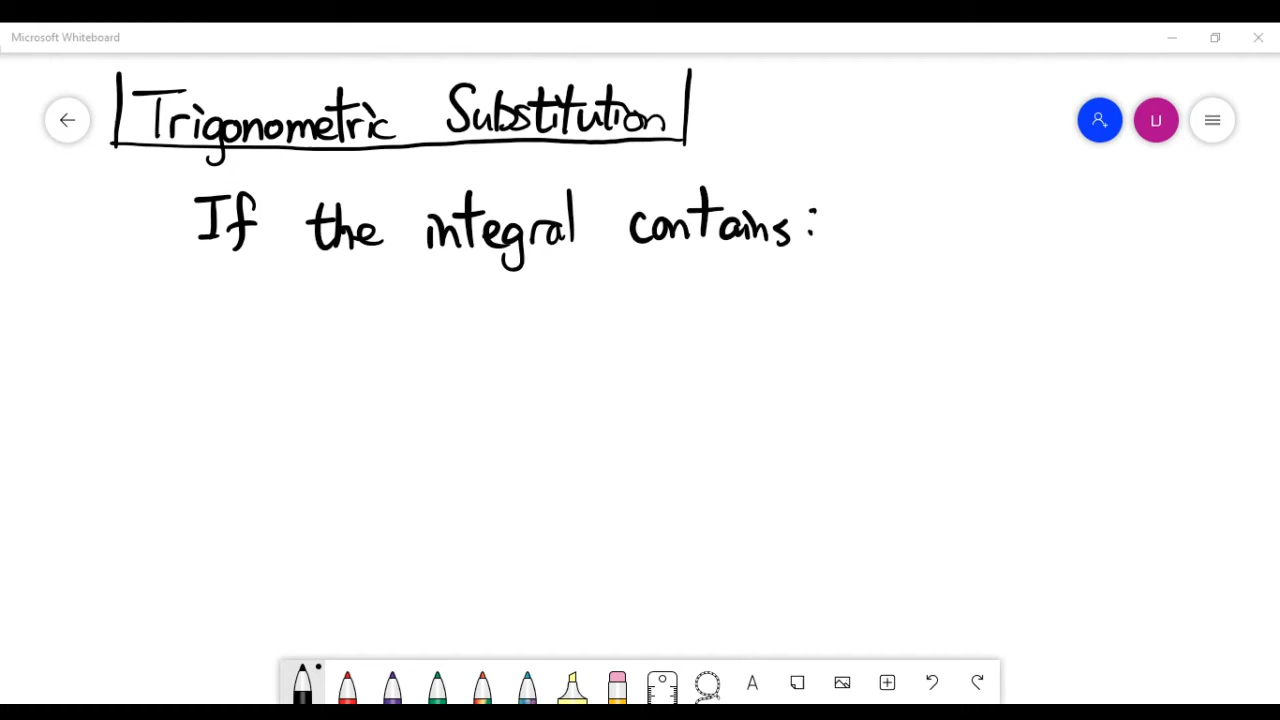 Microsoft Whiteboard
Trigonometric Substitution
U
If the integral contains:
A